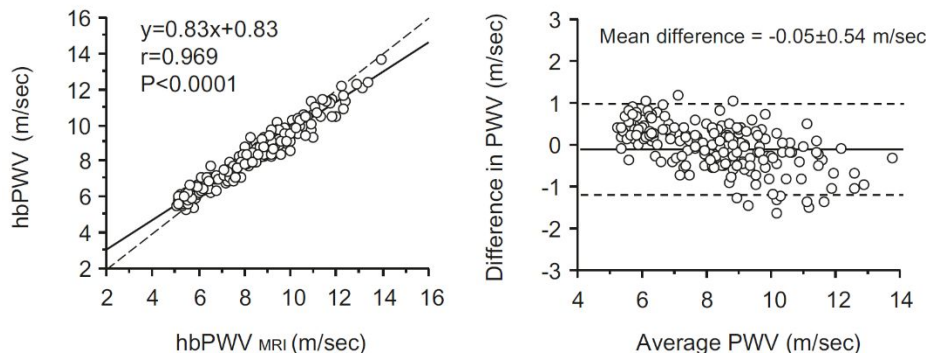 y=0.83x+0.83
r=0.969
P<0.0001
hbPWV (m/sec)
16
14
12
10
8
6
4
2
2 4 6 8 10 12 14 16
hbPWV MRI (m/sec)
Mean difference = -0.05±0.54 m/sec
Difference in PWV (m/sec)
3
2
1
0
-1
-2
-3
4 6 8 10 12 14
Average PWV (m/sec)